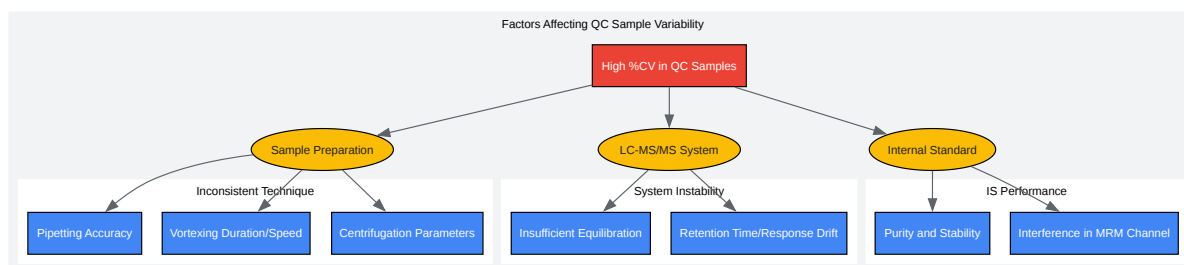 Factors Affecting QC Sample Variability
High %CV in QC Samples
Sample Preparation
LC-MS/MS System
Internal Standard
Inconsistent Technique
System Instability
IS Performance
Pipetting Accuracy
Vortexing Duration/Speed
Centrifugation Parameters
Insufficient Equilibration
Retention Time/Response Drift
Purity and Stability
Interference in MRM Channel